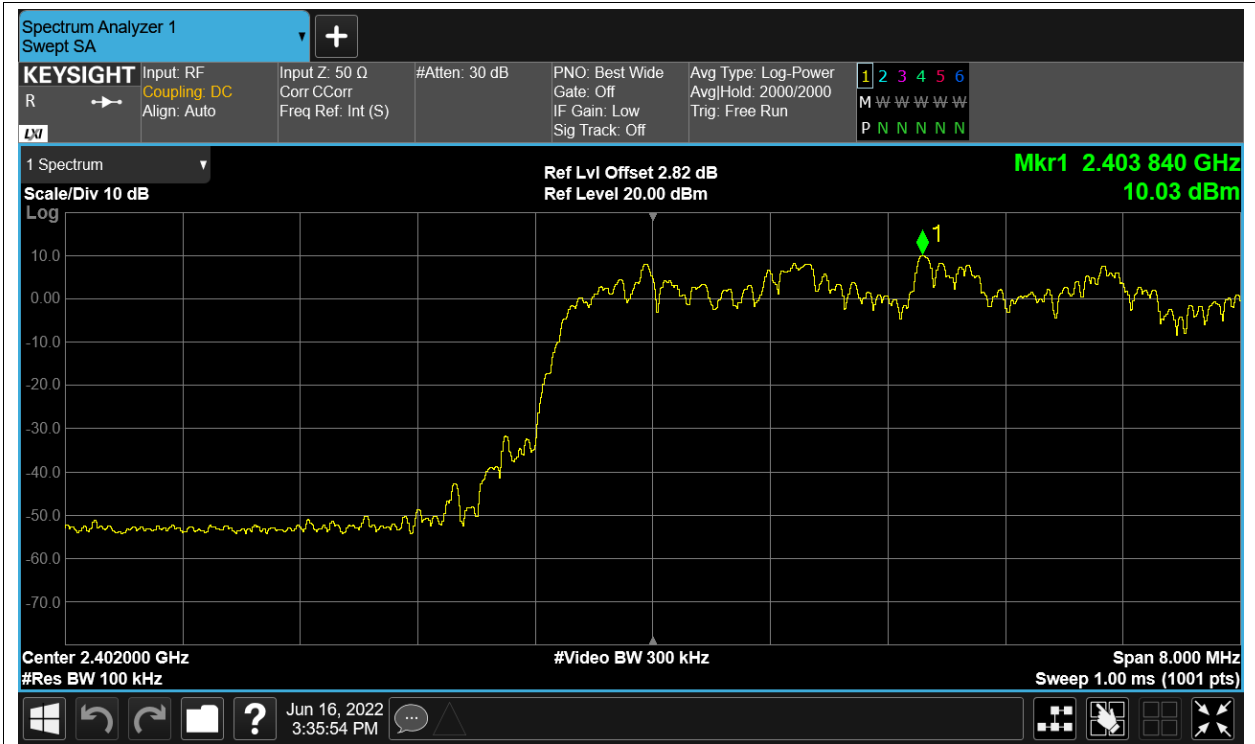 Spectrum Analyzer 1
Swept SA
KEYSIGHT
R
LXI
Input: RF
Coupling: DC
Align: Auto
Input Z: 50 Ω
Corr CCorr
Freq Ref: Int (S)
#Atten: 30 dB
PNO: Best Wide
Gate: Off
IF Gain: Low
Sig Track: Off
Avg Type: Log-Power
Avg|Hold: 2000/2000
Trig: Free Run
1 2 3 4 5 6
M W W W W W
P N N N N N
1 Spectrum
Scale/Div 10 dB
Log
Ref Lvl Offset 2.82 dB
Ref Level 20.00 dBm
Mkr1 2.403 840 GHz
10.03 dBm
1
10.0
0.00
-10.0
-20.0
-30.0
-40.0
-50.0
-60.0
-70.0
Center 2.402000 GHz
#Res BW 100 kHz
#Video BW 300 kHz
Span 8.000 MHz
Sweep 1.00 ms (1001 pts)
?
Jun 16, 2022
3:35:54 PM